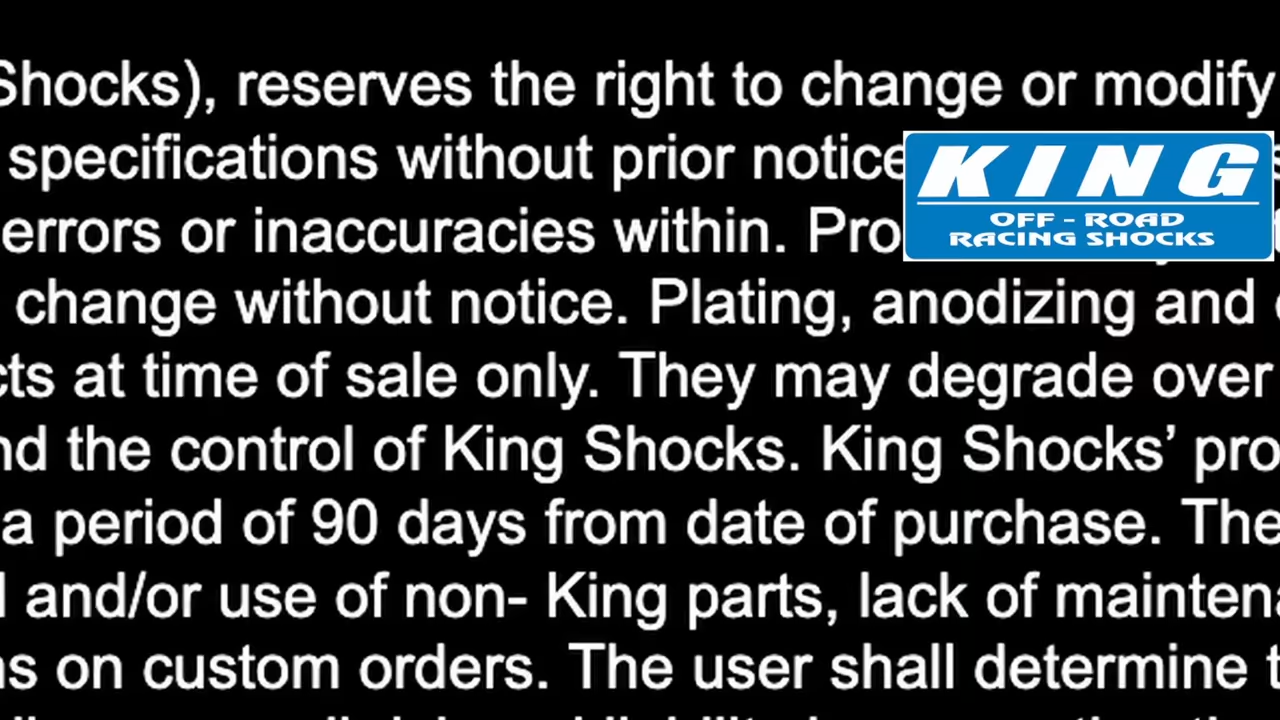 Shocks), reserves the right to change or modify
specifications without prior notice
errors or inaccuracies within. Pro
change without notice. Plating, anodizing and
cts at time of sale only. They may degrade over
nd the control of King Shocks. King Shocks’ pro
a period of 90 days from date of purchase. The
and/or use of non- King parts, lack of maintena
ns on custom orders. The user shall determine t
KING
OFF - ROAD
RACING SHOCKS